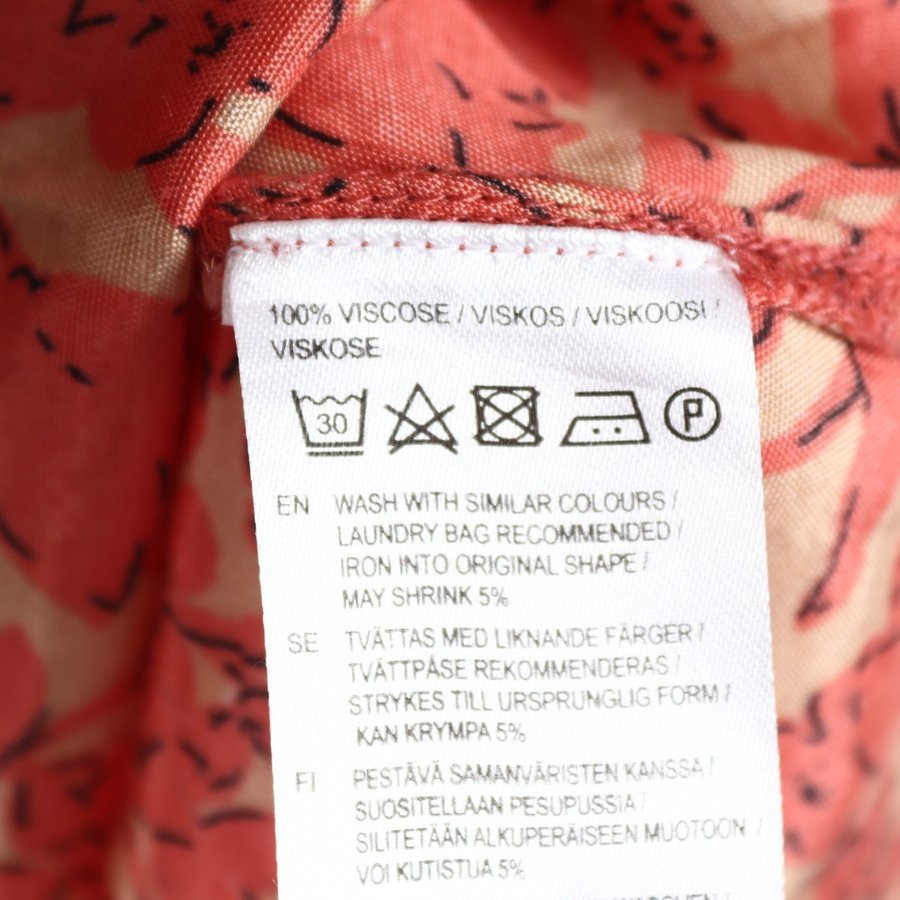 100% VISCOSE / VISKOS / VISKOOSI /
VISKOSE
30 P
EN WASH WITH SIMILAR COLOURS /
LAUNDRY BAG RECOMMENDED /
IRON INTO ORIGINAL SHAPE /
MAY SHRINK 5%
SE TVÄTTAS MED LIKNANDE FÄRGER /
TVÄTTPÅSE REKOMMENDERAS /
STRYKES TILL URSPRUNGLIG FORM /
KAN KRYMPA 5%
FI PESTÄVÄ SAMANVÄRISTEN KANSSA /
SUOSITELLAAN PESUPUSSIA /
SILITETÄÄN ALKUPERÄISEEN MUOTOON /
VOI KUTISTUA 5%